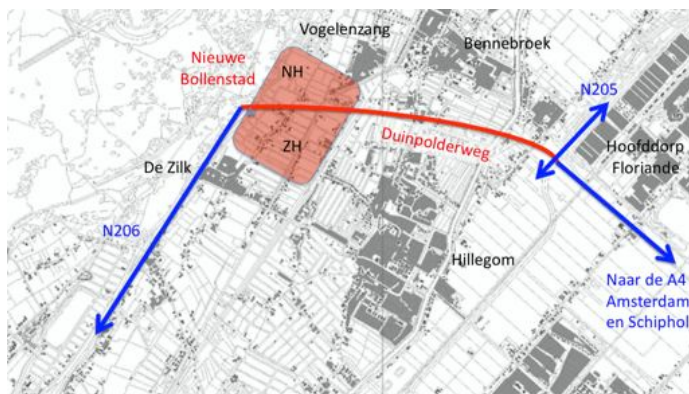 Vogelenzang
Nieuwe
Bollenstad
NH
Bennebroek
N205
ZH
Duinpolderweg
Hoofddorp
Floriande
De Zilk
N206
Hillegom
Naar de A4
Amsterdam
en Schiphol